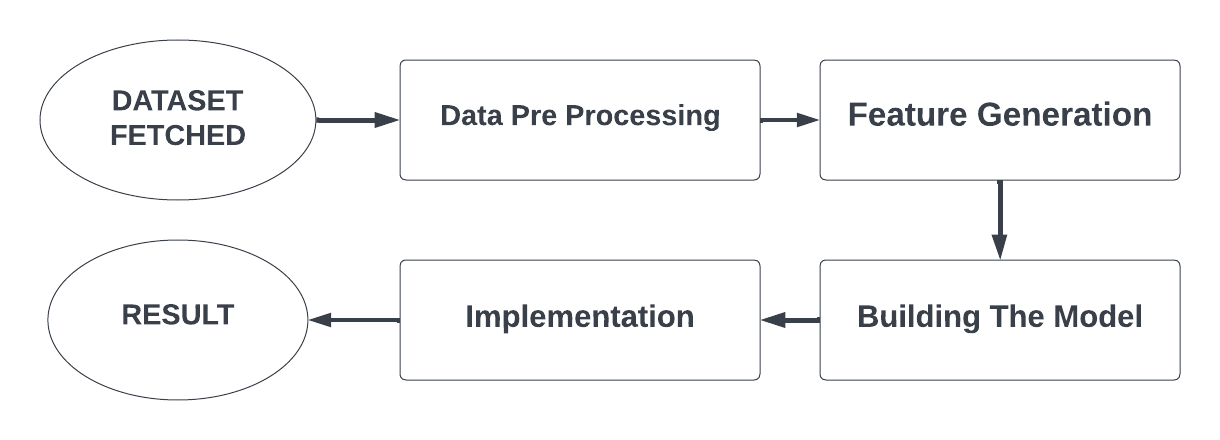 DATASET
FETCHED
Data Pre Processing
Feature Generation
Building The Model
Implementation
RESULT